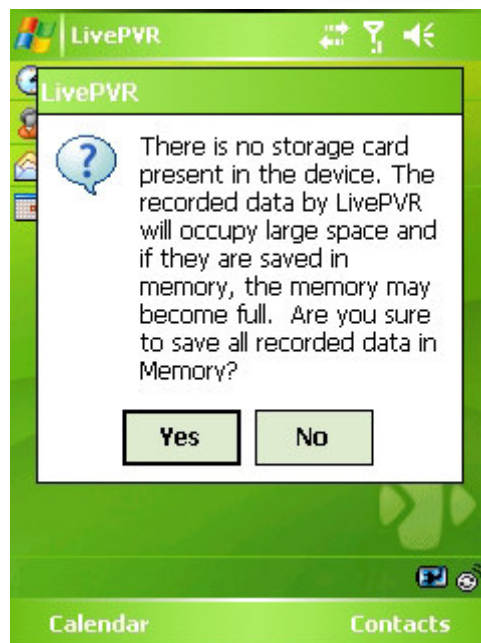 LivePVR
LivePVR
There is no storage card
present in the device. The
recorded data by LivePVR
will occupy large space and
if they are saved in
memory, the memory may
become full.  Are you sure
to save all recorded data in
Memory?
Yes No
Calendar Contacts